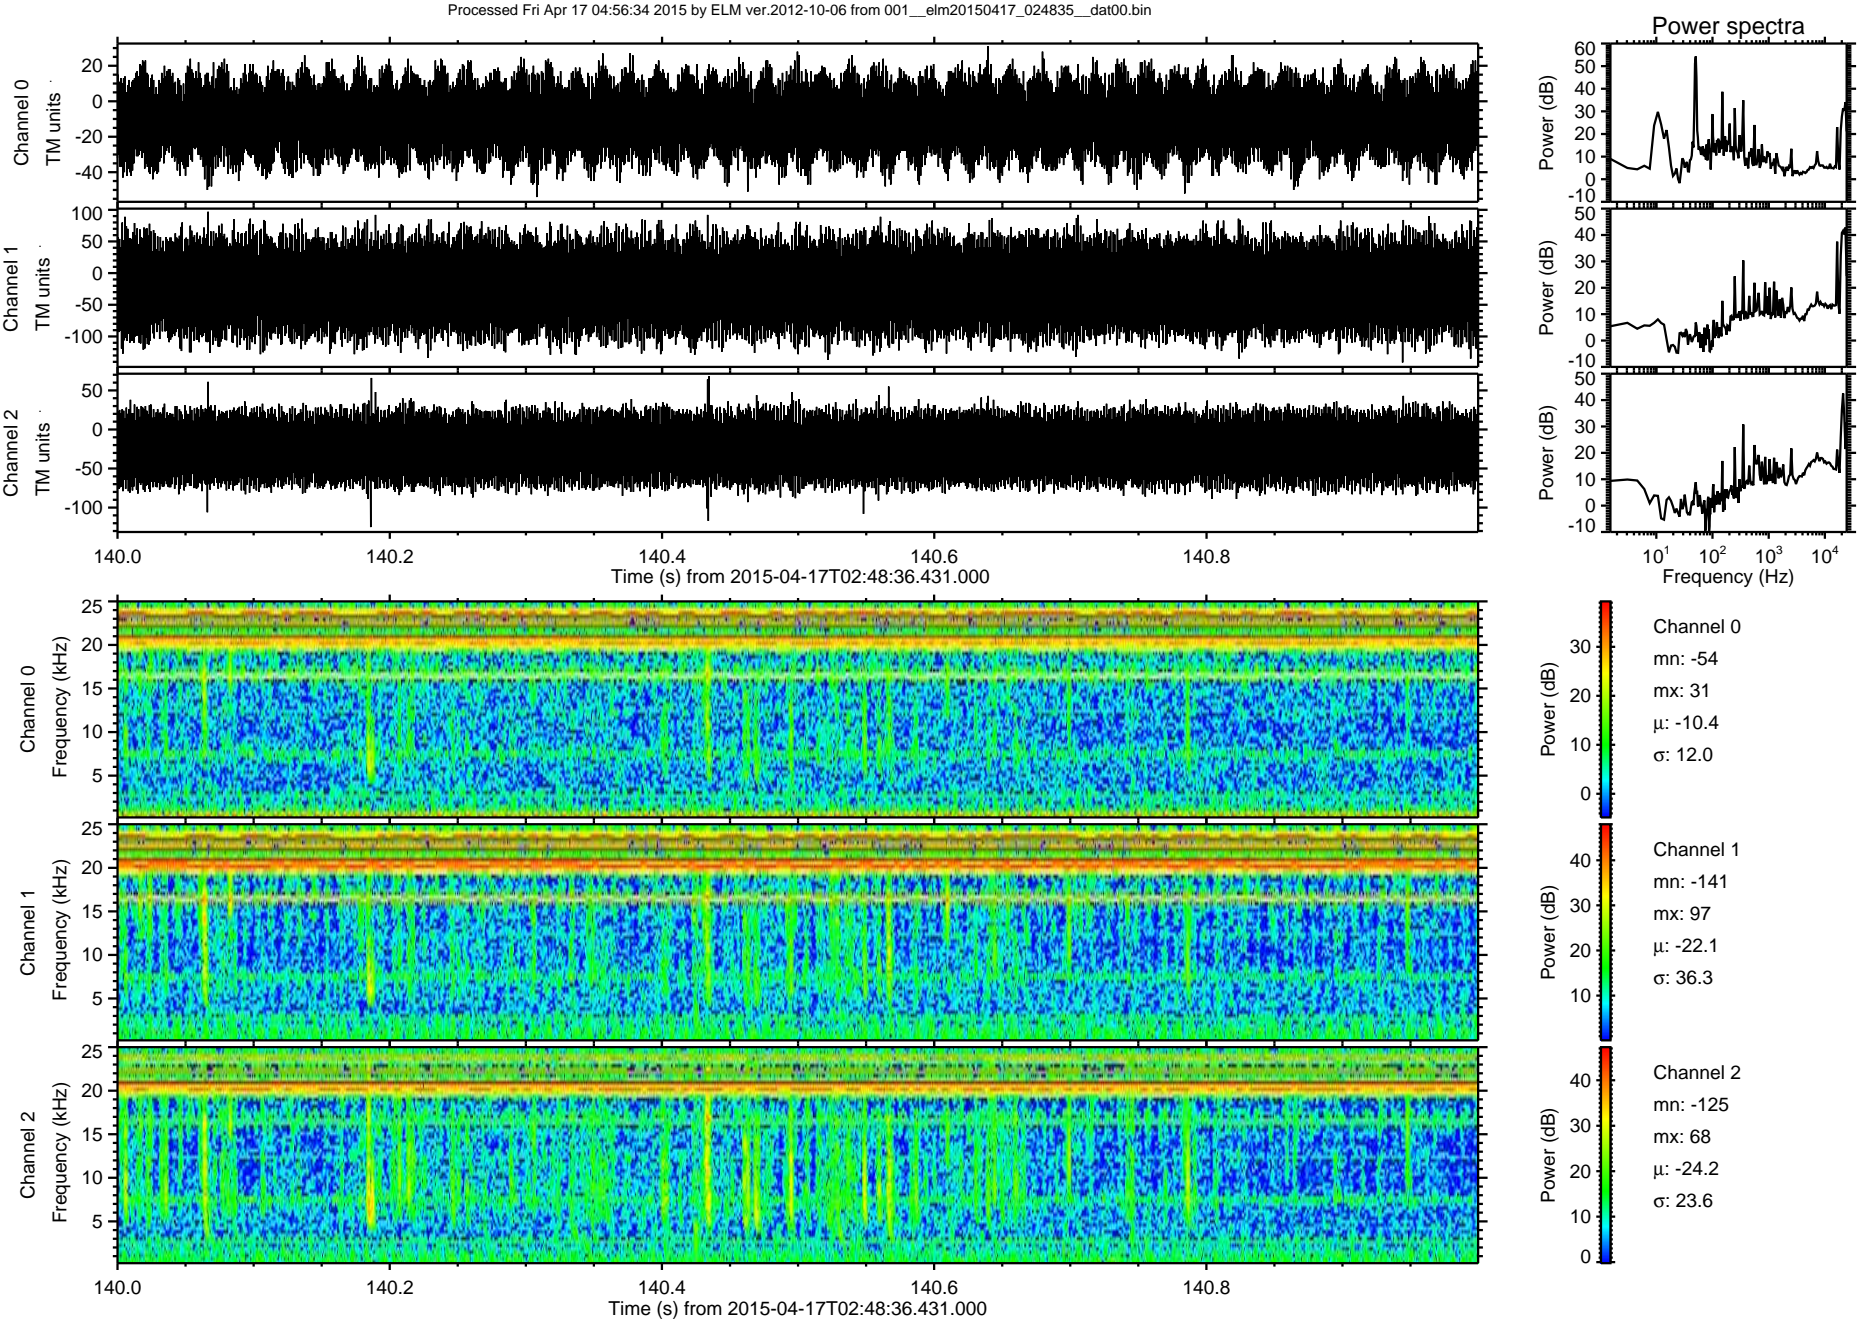 Processed Fri Apr 17 04:56:34 2015 by ELM ver.2012-10-06 from 001__elm20150417_024835__dat00.bin
Power spectra
Channel 0
TM units
20
0
-20
-40
Power (dB)
60
50
40
30
20
10
0
-10
Channel 1
TM units
100
50
0
-50
-100
Power (dB)
50
40
30
20
10
0
-10
Channel 2
TM units
50
0
-50
-100
Power (dB)
50
40
30
20
10
0
-10
140.0 140.2 140.4 140.6 140.8
Time (s) from 2015-04-17T02:48:36.431.000
10^1 10^2 10^3 10^4
Frequency (Hz)
Channel 0
Frequency (kHz)
25
20
15
10
5
Power (dB)
30
20
10
0
Channel 0
mn: -54
mx: 31
μ: -10.4
σ: 12.0
Channel 1
Frequency (kHz)
25
20
15
10
5
Power (dB)
40
30
20
10
Channel 1
mn: -141
mx: 97
μ: -22.1
σ: 36.3
Channel 2
Frequency (kHz)
25
20
15
10
5
Power (dB)
40
30
20
10
0
Channel 2
mn: -125
mx: 68
μ: -24.2
σ: 23.6
140.0 140.2 140.4 140.6 140.8
Time (s) from 2015-04-17T02:48:36.431.000